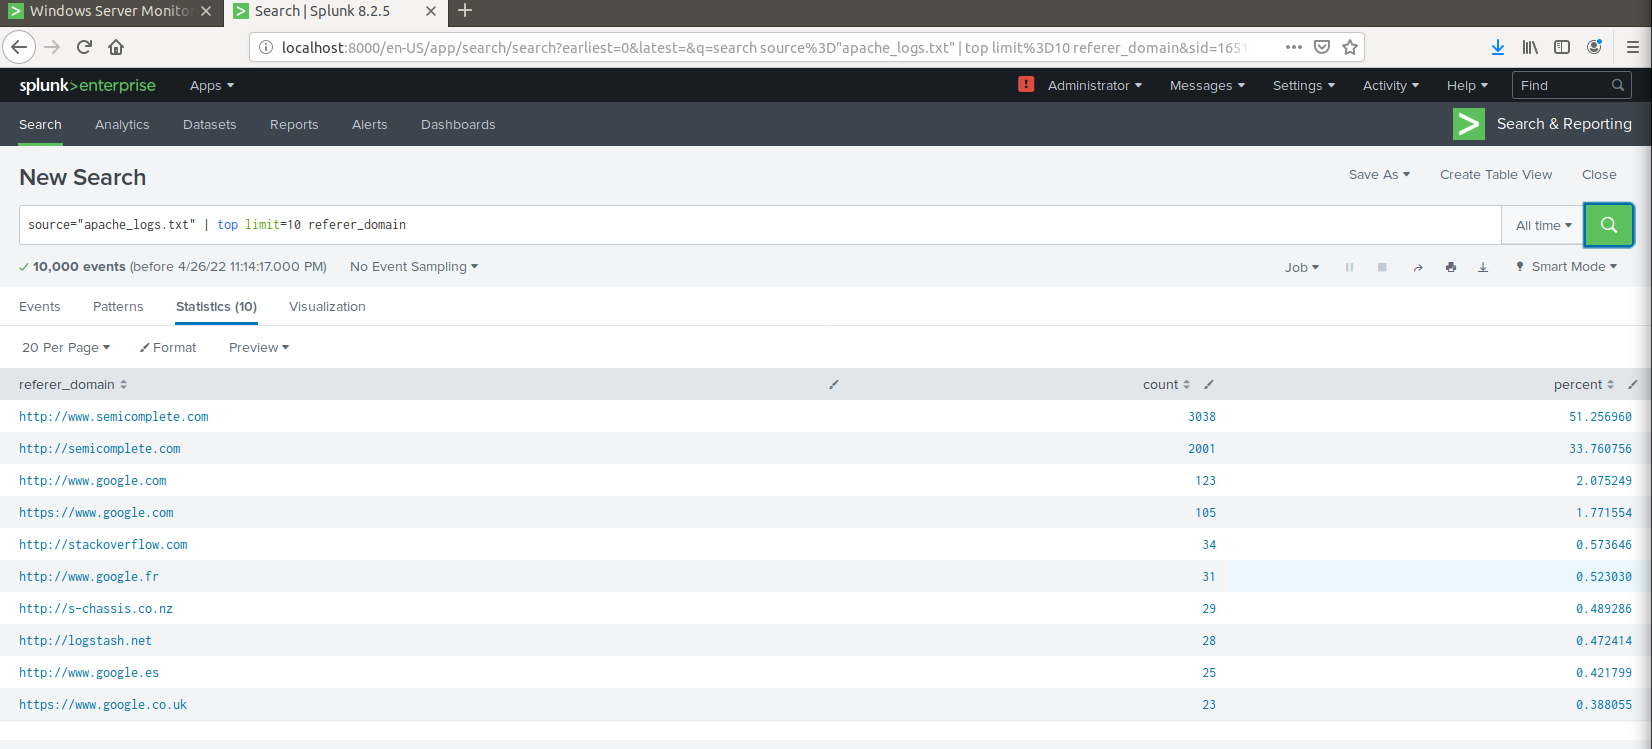 Windows Server Monito
Search | Splunk 8.2.5
localhost:8000/en-US/app/search/search?earliest=0&latest=&q=search source%3D"apache_logs.txt" | top limit%3D10 referer_domain&sid=1651
splunk>enterprise Apps Administrator Messages Settings Activity Help Find
Search Analytics Datasets Reports Alerts Dashboards Search & Reporting
New Search Save As Create Table View Close
source="apache_logs.txt" | top limit=10 referer_domain All time
10,000 events (before 4/26/22 11:14:17.000 PM) No Event Sampling Job Smart Mode
Events Patterns Statistics (10) Visualization
20 Per Page Format Preview
referer_domain count percent
http://www.semicomplete.com 3038 51.256960
http://semicomplete.com 2001 33.760756
http://www.google.com 123 2.075249
https://www.google.com 105 1.771554
http://stackoverflow.com 34 0.573646
http://www.google.fr 31 0.523030
http://s-chassis.co.nz 29 0.489286
http://logstash.net 28 0.472414
http://www.google.es 25 0.421799
https://www.google.co.uk 23 0.388055